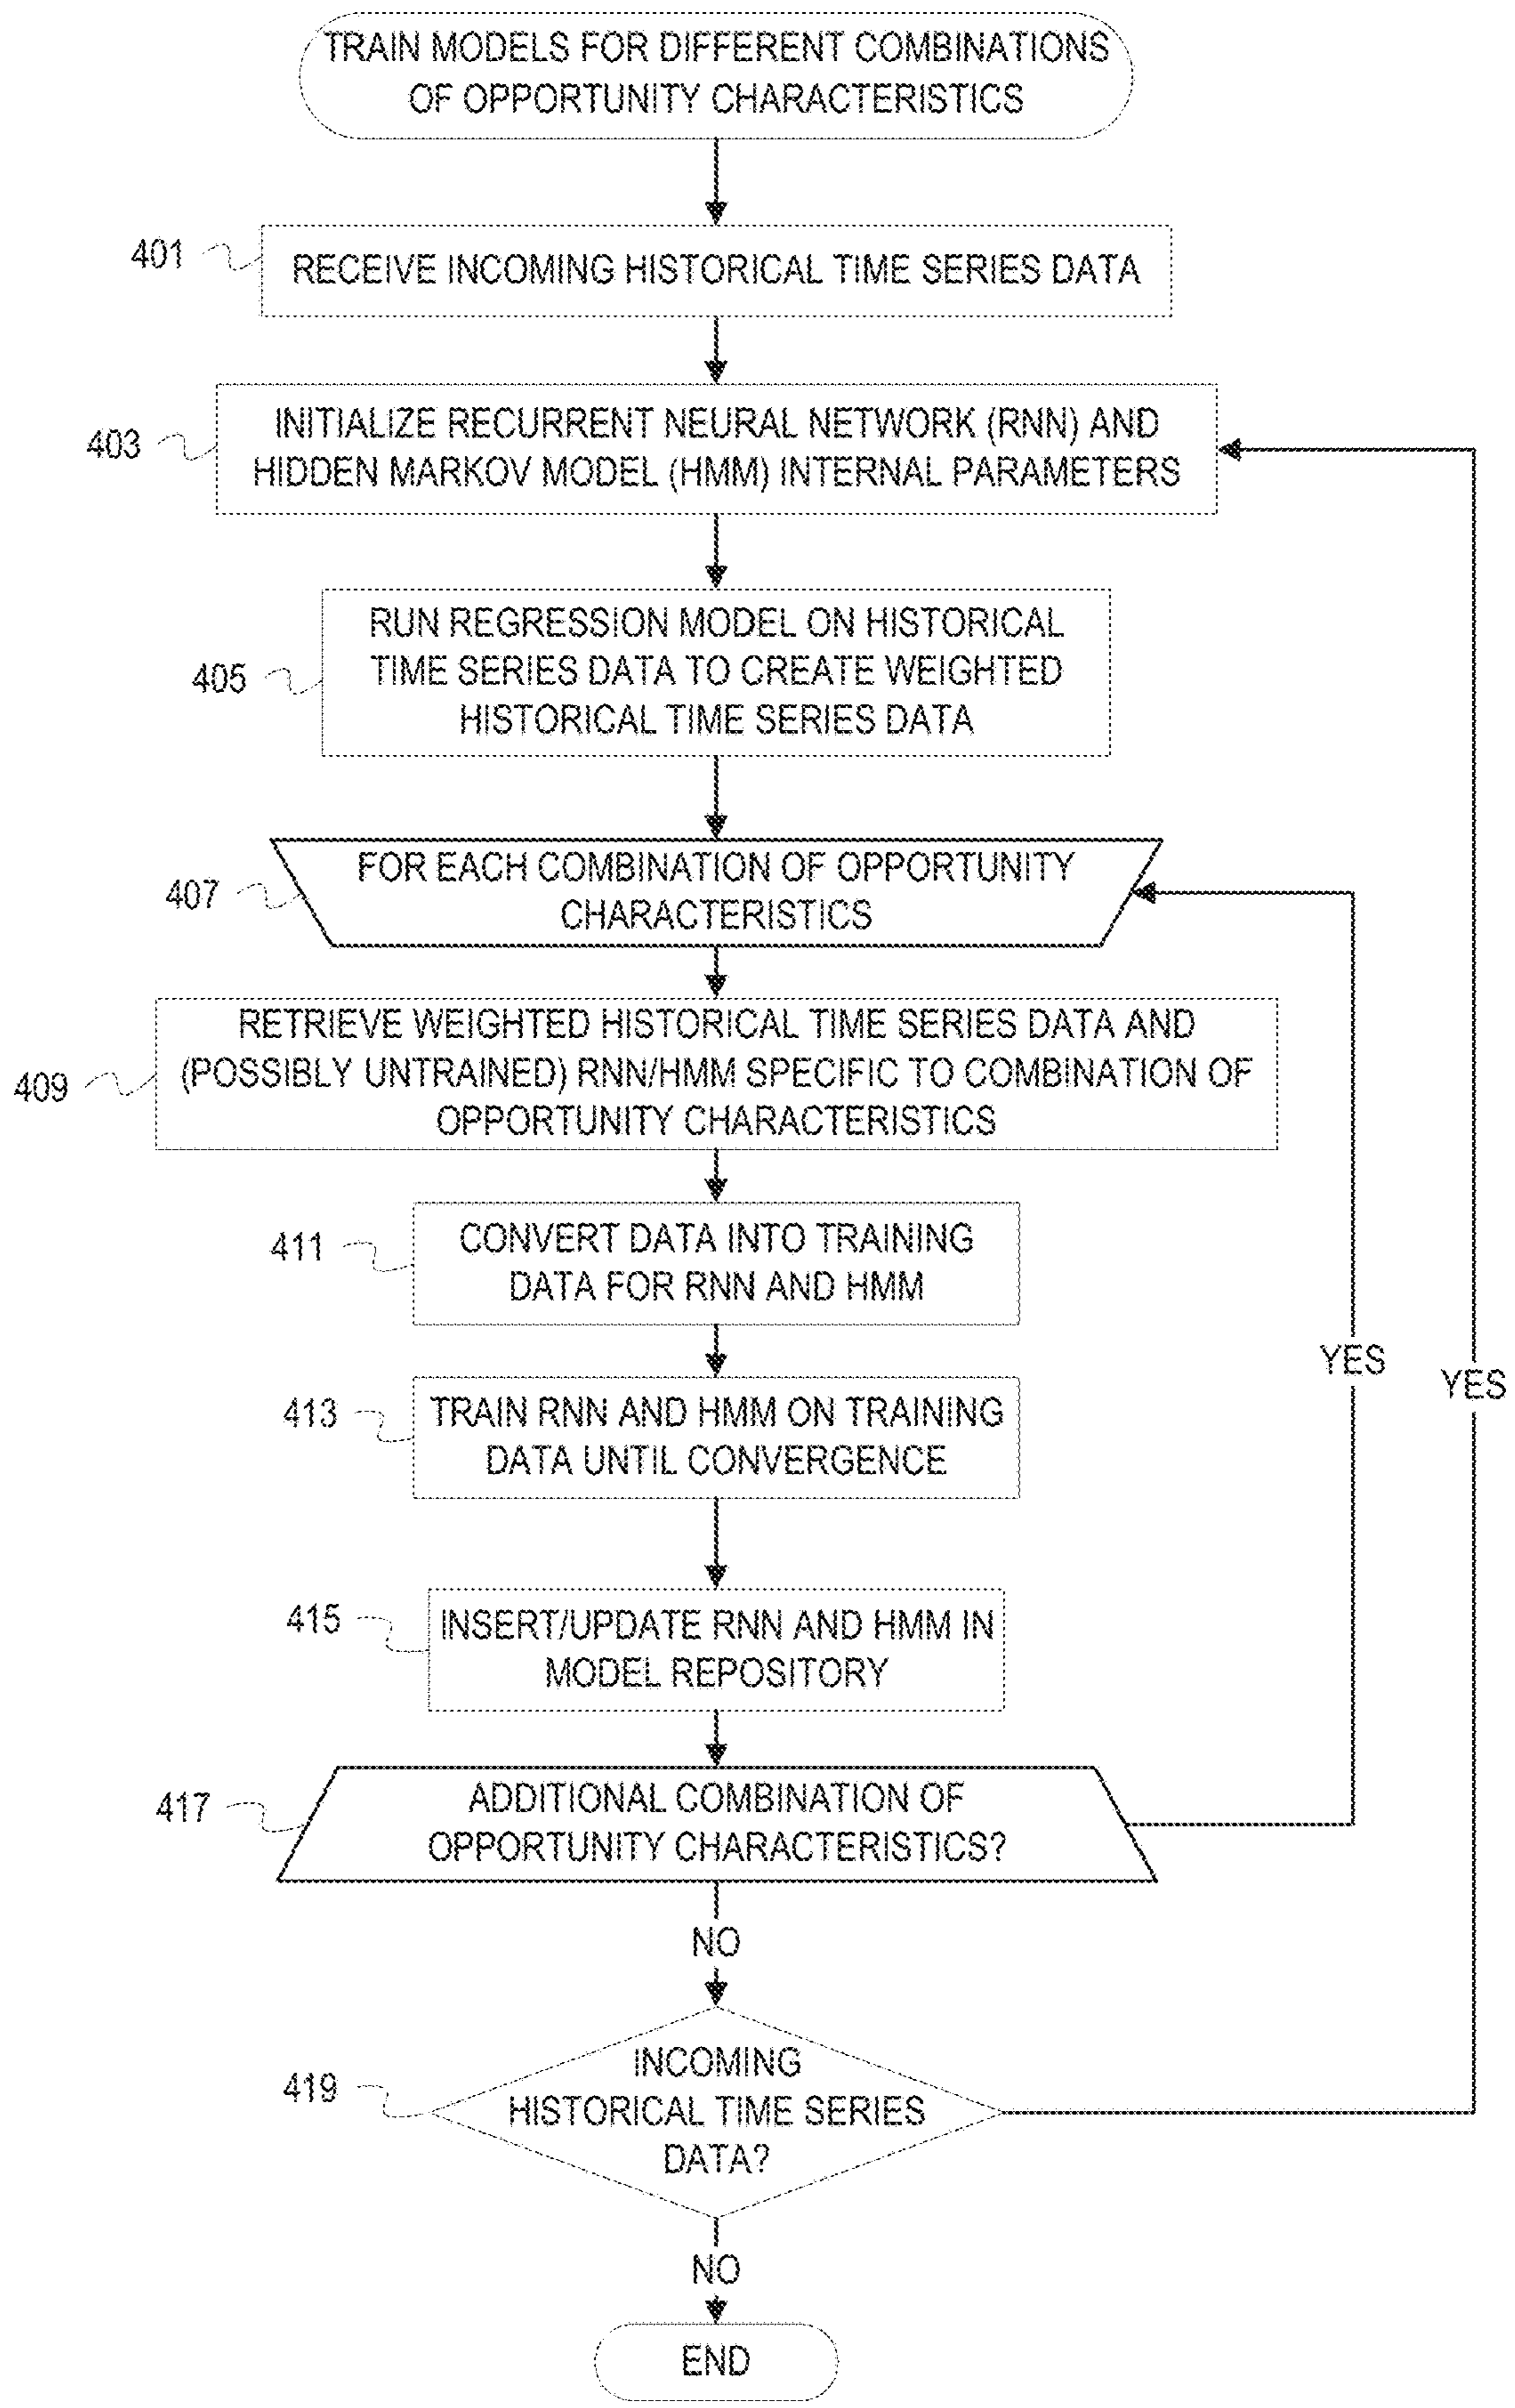 TRAIN MODELS FOR DIFFERENT COMBINATIONS
OF OPPORTUNITY CHARACTERISTICS
401
RECEIVE INCOMING HISTORICAL TIME SERIES DATA
403
INITIALIZE RECURRENT NEURAL NETWORK (RNN) AND
HIDDEN MARKOV MODEL (HMM) INTERNAL PARAMETERS
405
RUN REGRESSION MODEL ON HISTORICAL
TIME SERIES DATA TO CREATE WEIGHTED
HISTORICAL TIME SERIES DATA
407
FOR EACH COMBINATION OF OPPORTUNITY
CHARACTERISTICS
409
RETRIEVE WEIGHTED HISTORICAL TIME SERIES DATA AND
(POSSIBLY UNTRAINED) RNN/HMM SPECIFIC TO COMBINATION OF
OPPORTUNITY CHARACTERISTICS
411
CONVERT DATA INTO TRAINING
DATA FOR RNN AND HMM
YES
YES
413
TRAIN RNN AND HMM ON TRAINING
DATA UNTIL CONVERGENCE
415
INSERT/UPDATE RNN AND HMM IN
MODEL REPOSITORY
417
ADDITIONAL COMBINATION OF
OPPORTUNITY CHARACTERISTICS?
NO
419
INCOMING
HISTORICAL TIME SERIES
DATA?
NO
END